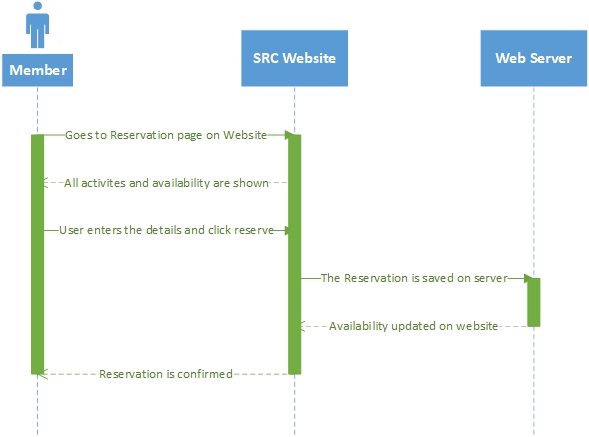 Member
SRC Website
Web Server
Goes to Reservation page on Website
All activites and availability are shown
User enters the details and click reserve
The Reservation is saved on server
Availability updated on website
Reservation is confirmed